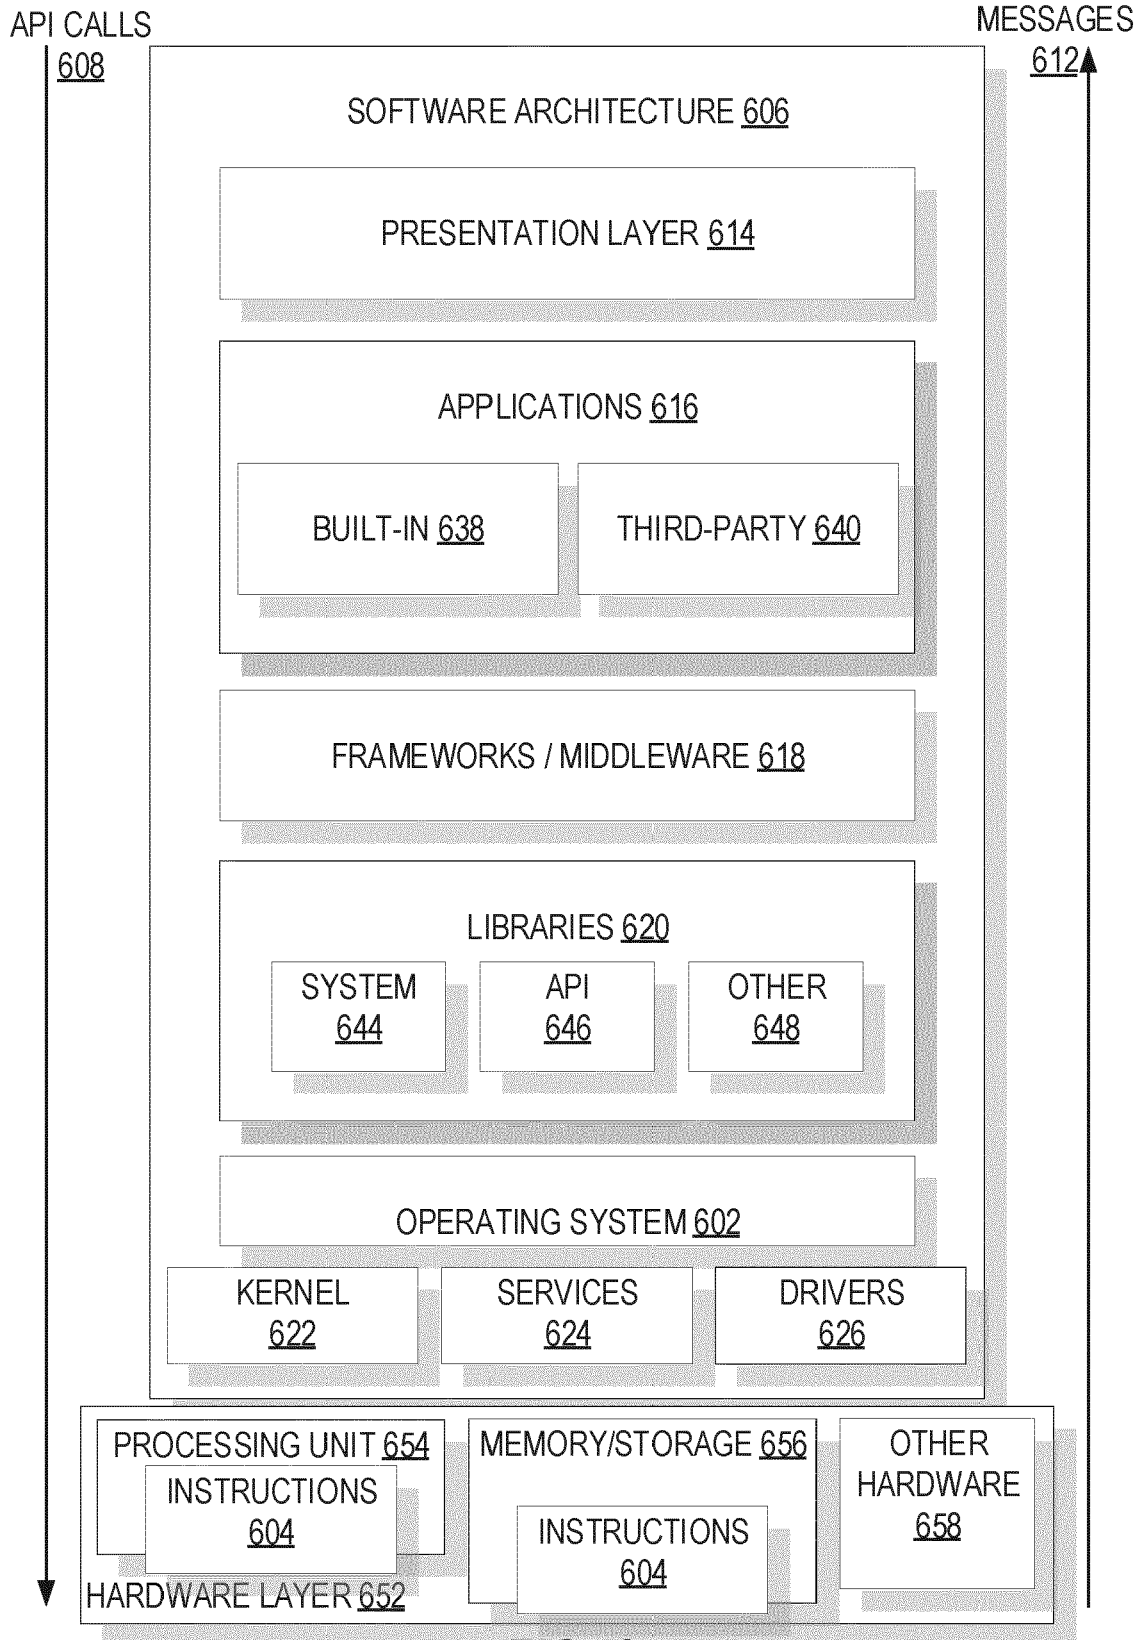 API CALLS
608
MESSAGES
612
SOFTWARE ARCHITECTURE 606
PRESENTATION LAYER 614
APPLICATIONS 616
BUILT-IN 638
THIRD-PARTY 640
FRAMEWORKS / MIDDLEWARE 618
LIBRARIES 620
SYSTEM
644
API
646
OTHER
648
OPERATING SYSTEM 602
KERNEL
622
SERVICES
624
DRIVERS
626
PROCESSING UNIT 654
INSTRUCTIONS
604
MEMORY/STORAGE 656
INSTRUCTIONS
604
OTHER
HARDWARE
658
HARDWARE LAYER 652